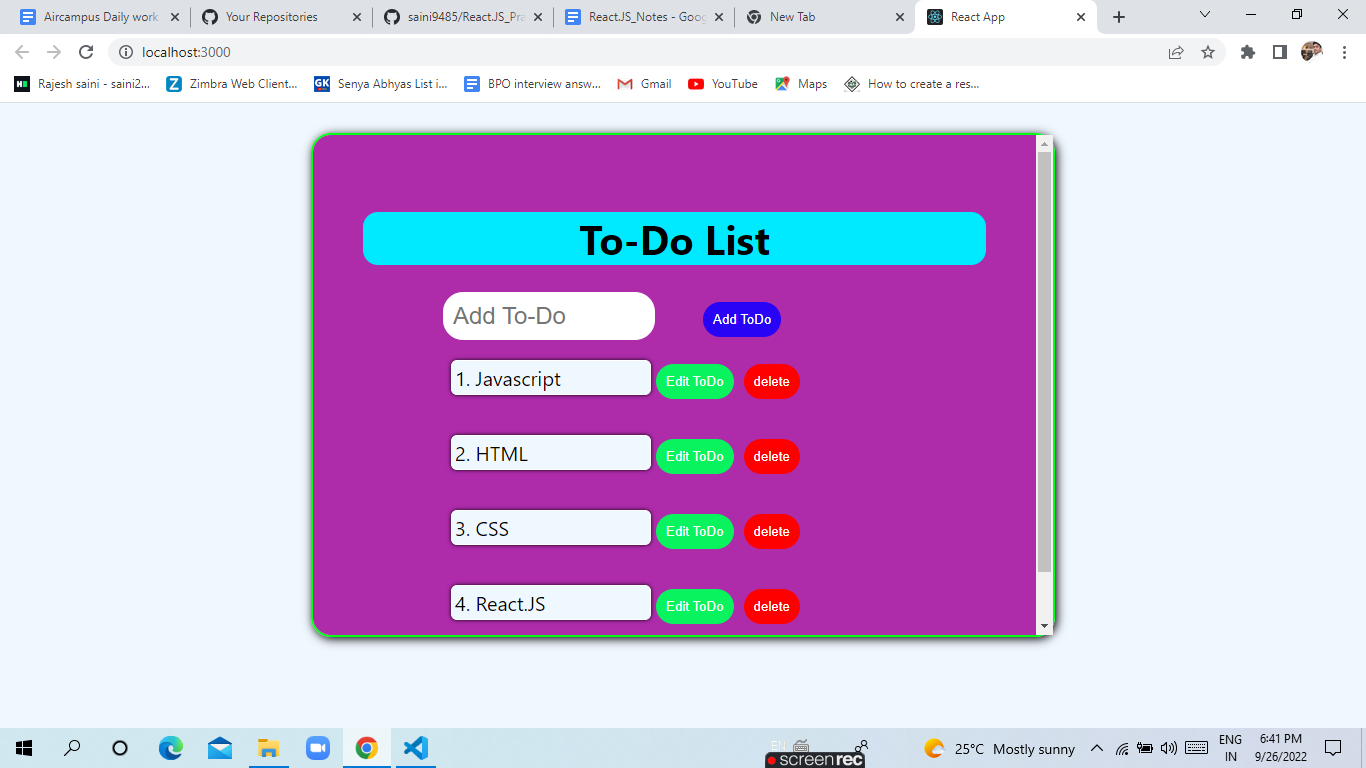 Aircampus Daily work
Your Repositories
saini9485/ReactJS_Pra
React.JS_Notes - Goog
New Tab
React App
localhost:3000
Rajesh saini - saini2...
Zimbra Web Client...
GK
Senya Abhyas List i...
BPO interview answ...
Gmail
YouTube
Maps
How to create a res...
To-Do List
Add To-Do
Add ToDo
1. Javascript
Edit ToDo
delete
2. HTML
Edit ToDo
delete
3. CSS
Edit ToDo
delete
4. React.JS
Edit ToDo
delete
25°C Mostly sunny
ENG
IN
6:41 PM
9/26/2022
screenrec